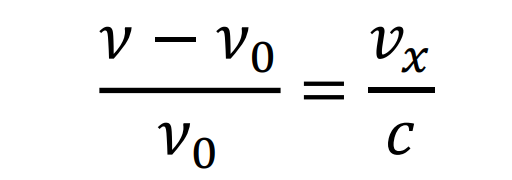 (ν − ν₀)/ν₀ = vₓ/c